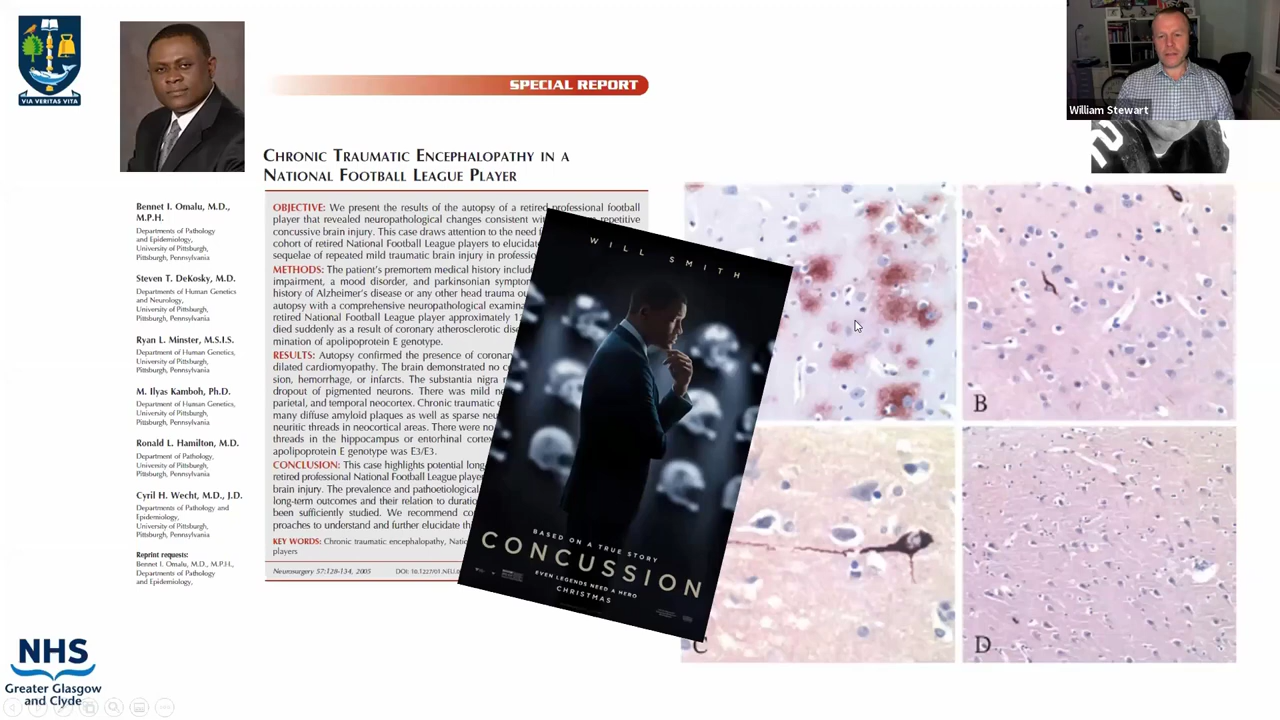 VIA VERITAS VITA
SPECIAL REPORT
William Stewart
CHRONIC TRAUMATIC ENCEPHALOPATHY IN A
NATIONAL FOOTBALL LEAGUE PLAYER
Bennet I. Omalu, M.D.,
M.P.H.
Departments of Pathology
and Epidemiology,
University of Pittsburgh,
Pittsburgh, Pennsylvania
Steven T. DeKosky, M.D.
Departments of Human Genetics
and Neurology,
University of Pittsburgh,
Pittsburgh, Pennsylvania
Ryan L. Minster, M.S.I.S.
Department of Human Genetics,
University of Pittsburgh,
Pittsburgh, Pennsylvania
M. Ilyas Kamboh, Ph.D.
Department of Human Genetics,
University of Pittsburgh,
Pittsburgh, Pennsylvania
Ronald L. Hamilton, M.D.
Department of Pathology,
University of Pittsburgh,
Pittsburgh, Pennsylvania
Cyril H. Wecht, M.D., J.D.
Departments of Pathology and
Epidemiology,
University of Pittsburgh,
Pittsburgh, Pennsylvania
Reprint requests:
Bennet I. Omalu, M.D., M.P.H.,
Departments of Pathology
and Epidemiology,
OBJECTIVE: We present the results of the autopsy of a retired professional football
player that revealed neuropathological changes consistent repetitive
concussive brain injury. This case draws attention to the need
cohort of retired National Football League players to elucidate
sequelae of repeated mild traumatic brain injury in
METHODS: The patient's premortem medical history
impairment, a mood disorder, and parkinsonian
history of Alzheimer's disease or any other head trauma
autopsy with a comprehensive neuropathological
retired National Football League player approximately
died suddenly as a result of coronary atherosclerotic
mination of apolipoprotein E genotype.
RESULTS: Autopsy confirmed the presence of
dilated cardiomyopathy. The brain demonstrated no
sion, hemorrhage, or infarcts. The substantia nigra
dropout of pigmented neurons. There was mild
parietal, and temporal neocortex. Chronic traumatic
many diffuse amyloid plaques as well as sparse
neuritic threads in neocortical areas. There were
threads in the hippocampus or entorhinal
apolipoprotein E genotype was E3/E3.
CONCLUSION: This case highlights potential
retired professional National Football League
brain injury. The prevalence and
long-term outcomes and their relation to
been sufficiently studied. We recommend
proaches to understand and further elucidate
KEY WORDS: Chronic traumatic encephalopathy,
players
Neurosurgery 57:128-134, 2005 DOI:
WILL SMITH
BASED ON A TRUE STORY
CONCUSSION
EVEN LEGENDS NEED A HERO
CHRISTMAS
B
C
D
NHS
Greater Glasgow
and Clyde